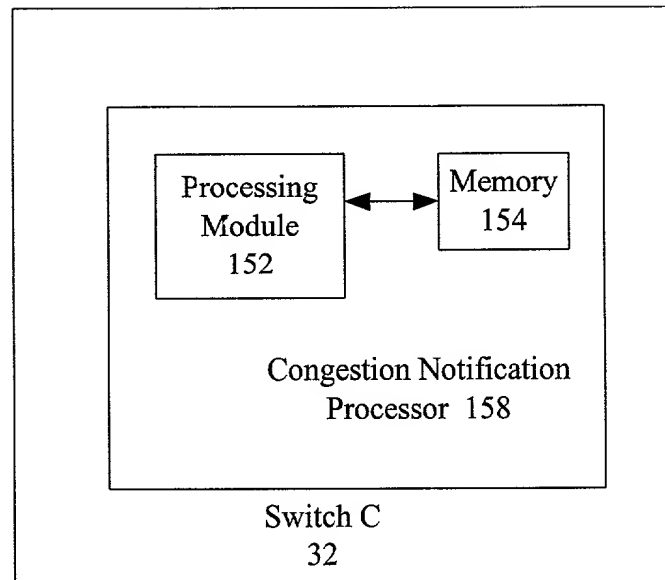 Processing
Module
152
Memory
154
Congestion Notification
Processor 158
Switch C
32